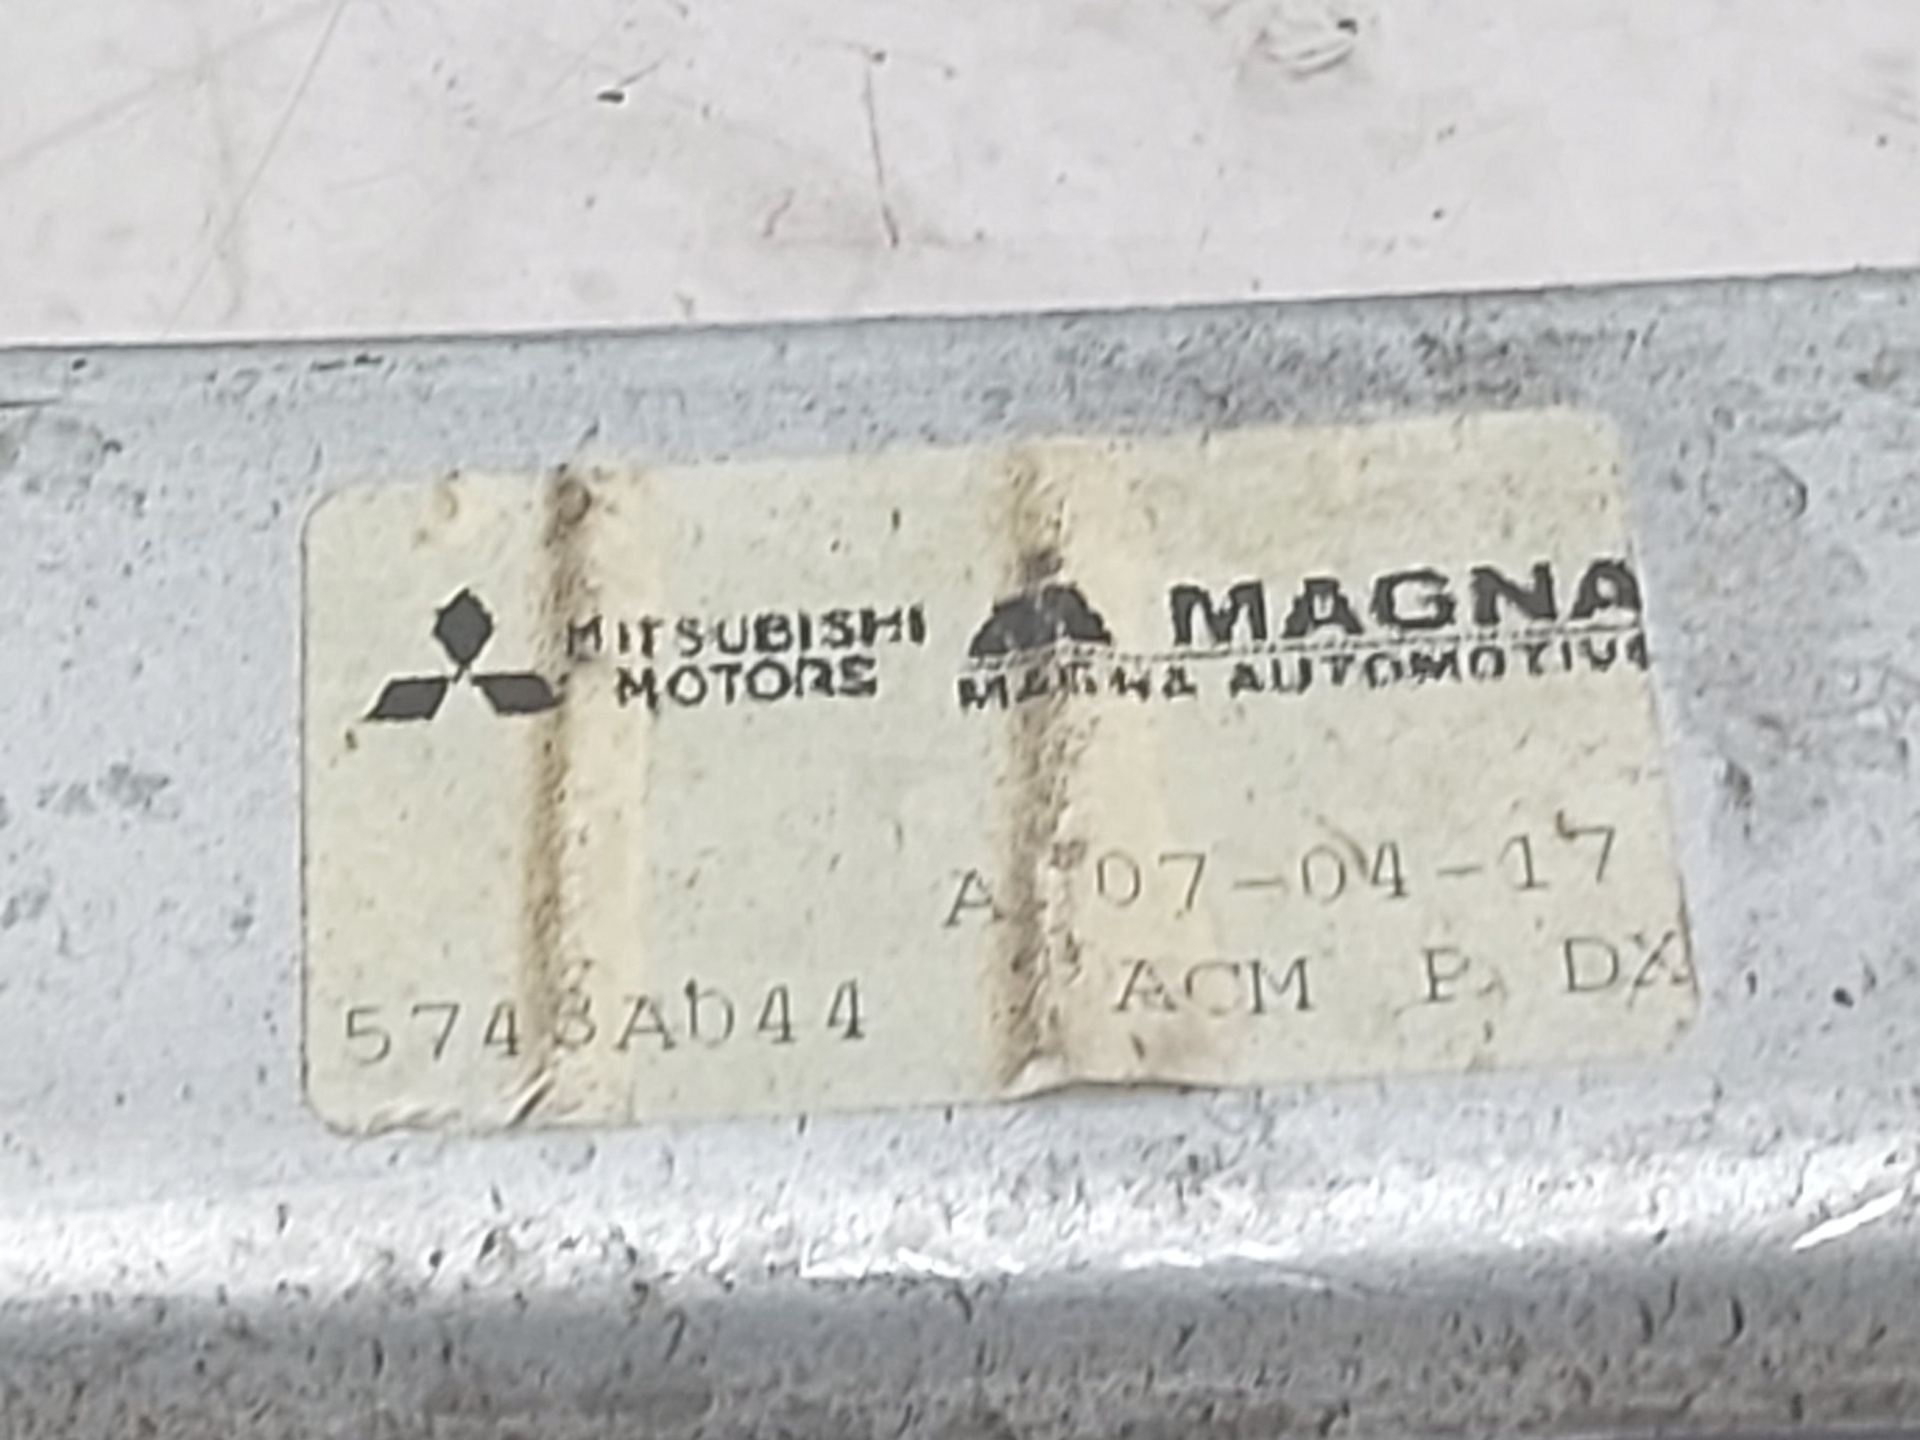 MITSUBISHI
MOTORS
MAGNA
MAGNA AUTOMOTIVE
A 07-04-17
5743A044
ACM P. DX